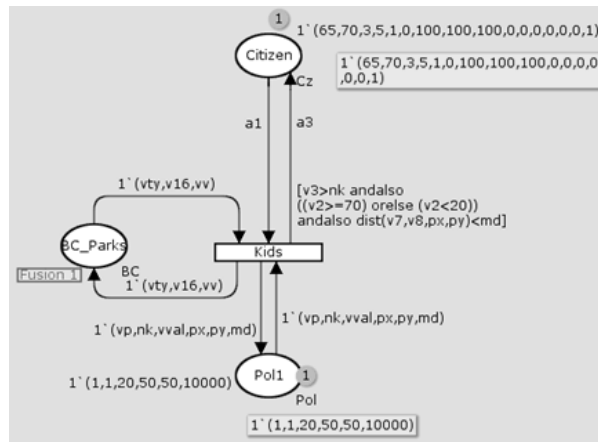 1
1`(65,70,3,5,1,0,100,100,100,0,0,0,0,0,0,1)
Citizen
1`(65,70,3,5,1,0,100,100,100,0,0,0,0
,0,0,1)
Cz
a1
a3
1`(vty,v16,vv)
[v3>nk andalso
((v2>=70) orelse (v2<20))
andalso dist(v7,v8,px,py)<md]
BC_Parks
Kids
BC
Fusion 1
1`(vty,v16,vv)
1`(vp,nk,vval,px,py,md)
1`(vp,nk,vval,px,py,md)
1`(1,1,20,50,50,10000)
Pol1
1
Pol
1`(1,1,20,50,50,10000)